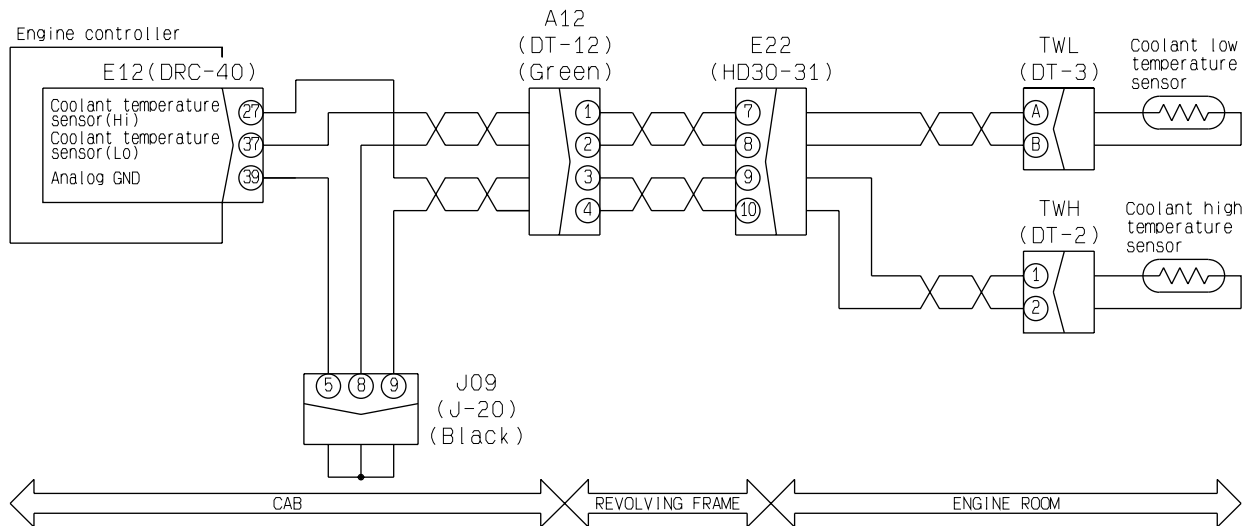 Engine controller
E12(DRC-40)
Coolant temperature
sensor(Hi)
Coolant temperature
sensor(Lo)
Analog GND
27
37
39
A12
(DT-12)
(Green)
1
2
3
4
E22
(HD30-31)
7
8
9
10
TWL
(DT-3)
A
B
Coolant low
temperature
sensor
TWH
(DT-2)
1
2
Coolant high
temperature
sensor
5 8 9
J09
(J-20)
(Black)
CAB
REVOLVING FRAME
ENGINE ROOM